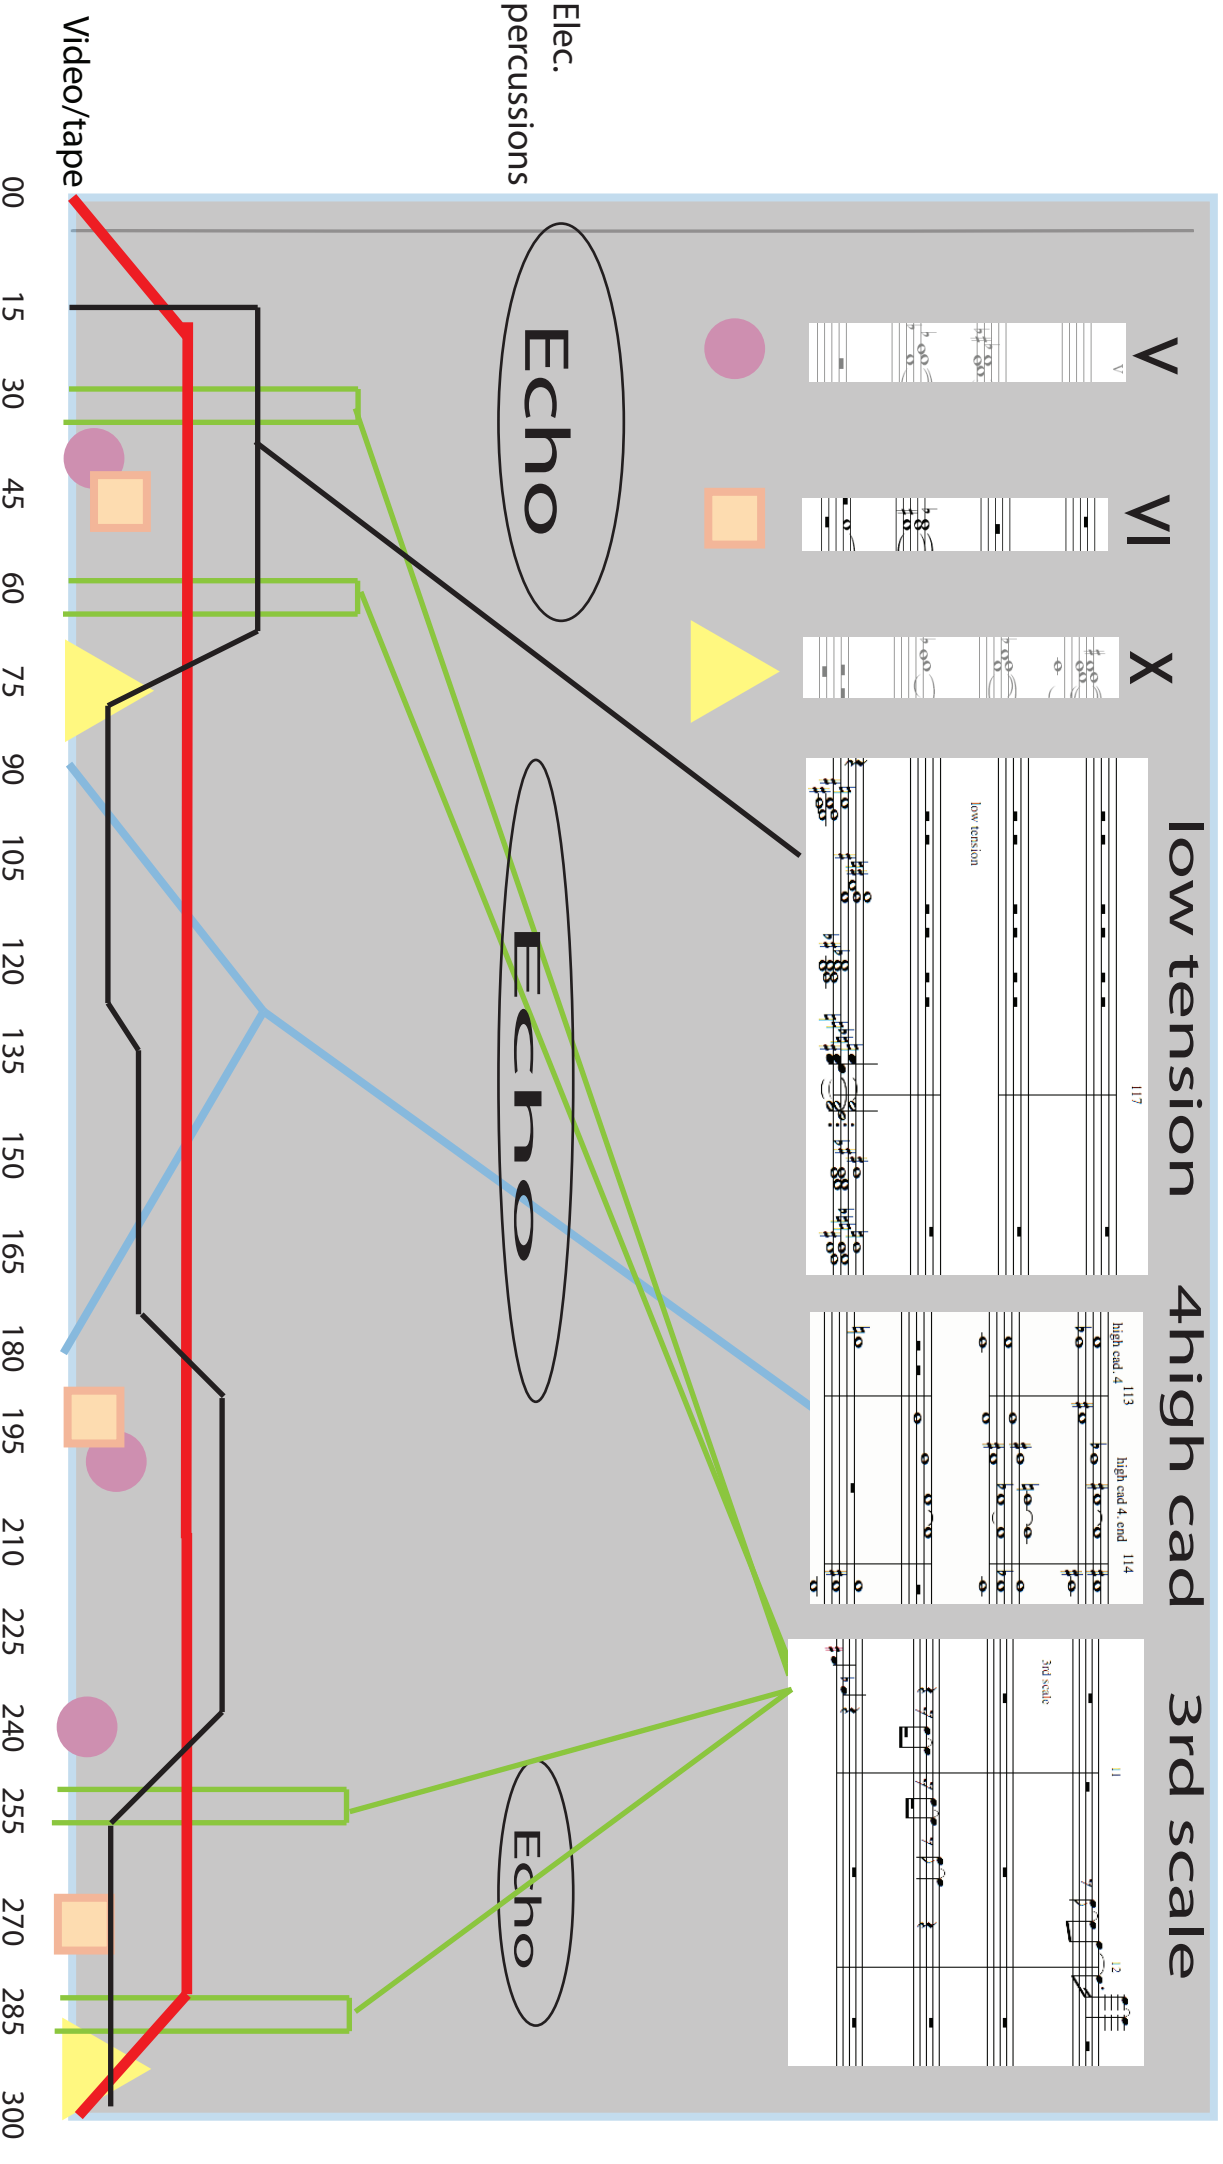 V
VI
X
low tension
4high cad
3rd scale
V
low tension
117
high cad. 4
113
high cad 4. end
114
3rd scale
11
12
Elec.
percussions
Echo
Echo
Echo
Video/tape
00 15 30 45 60 75 90 105 120 135 150 165 180 195 210 225 240 255 270 285 300